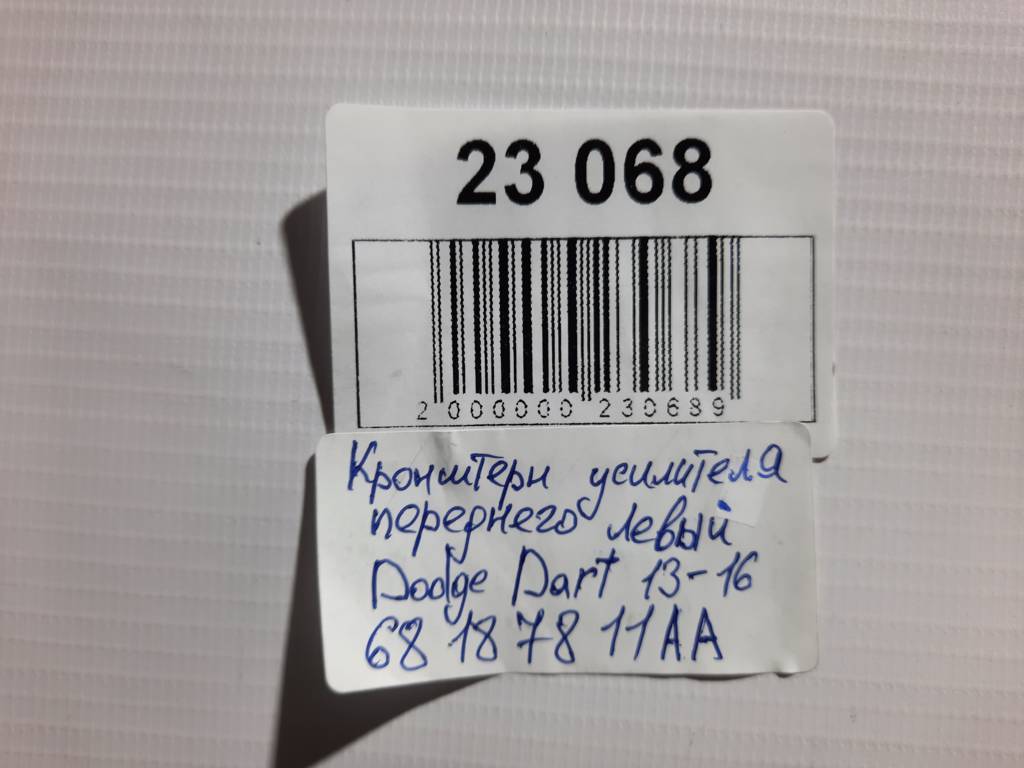 23 068
2 000000 230689
Кронштерн усилителя
переднего левый
Dodge Dart 13-16
68 18 78 11AA